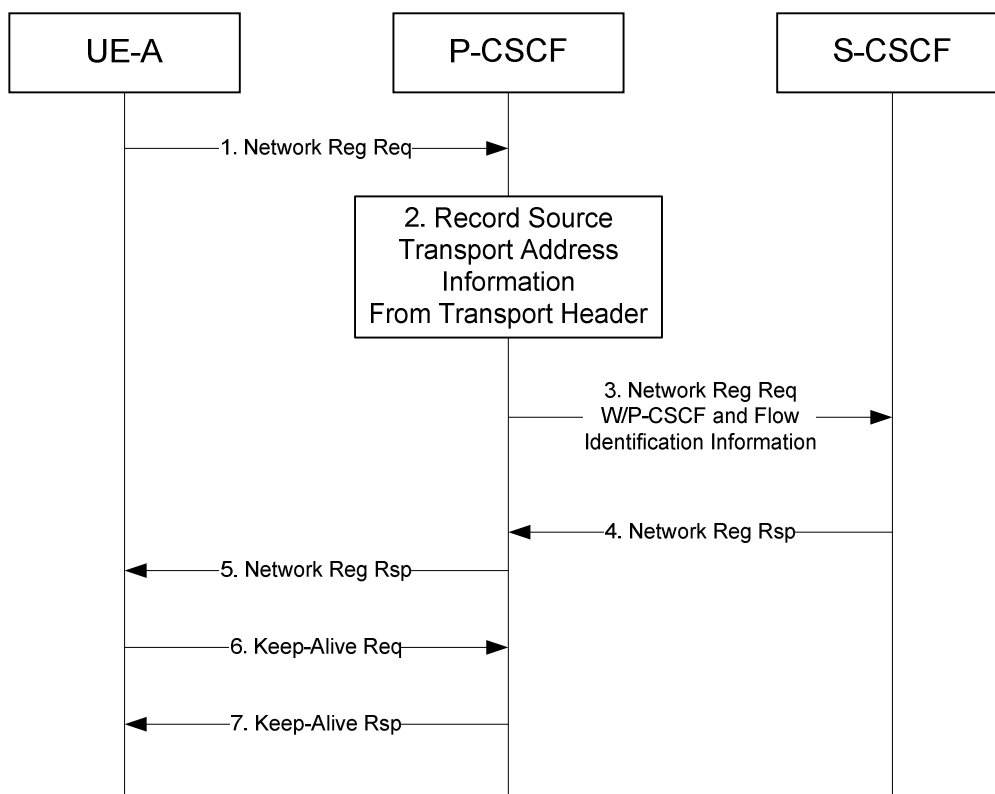 UE-A
P-CSCF
S-CSCF
1. Network Reg Req
2. Record Source
Transport Address
Information
From Transport Header
3. Network Reg Req
W/P-CSCF and Flow
Identification Information
4. Network Reg Rsp
5. Network Reg Rsp
6. Keep-Alive Req
7. Keep-Alive Rsp